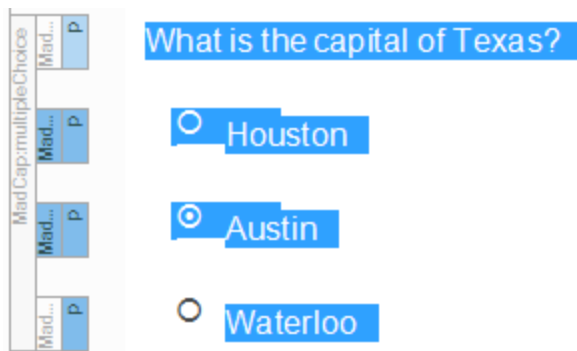 MadCap:multipleChoice
Mad... p
What is the capital of Texas?
Mad... p
Houston
Mad... p
Austin
Mad... p
Waterloo